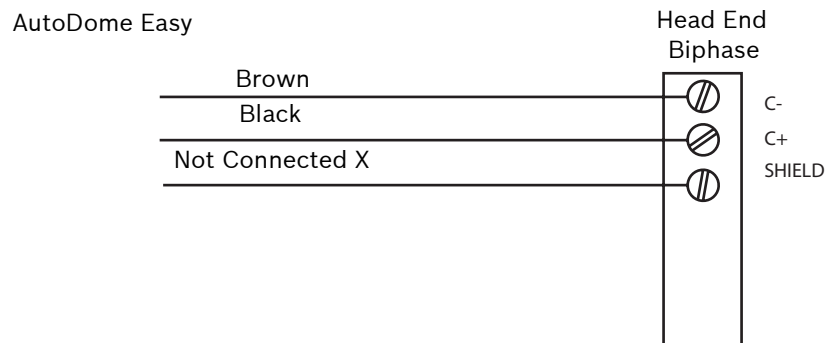 AutoDome Easy
Head End
Biphase
Brown
C-
Black
C+
Not Connected X
SHIELD